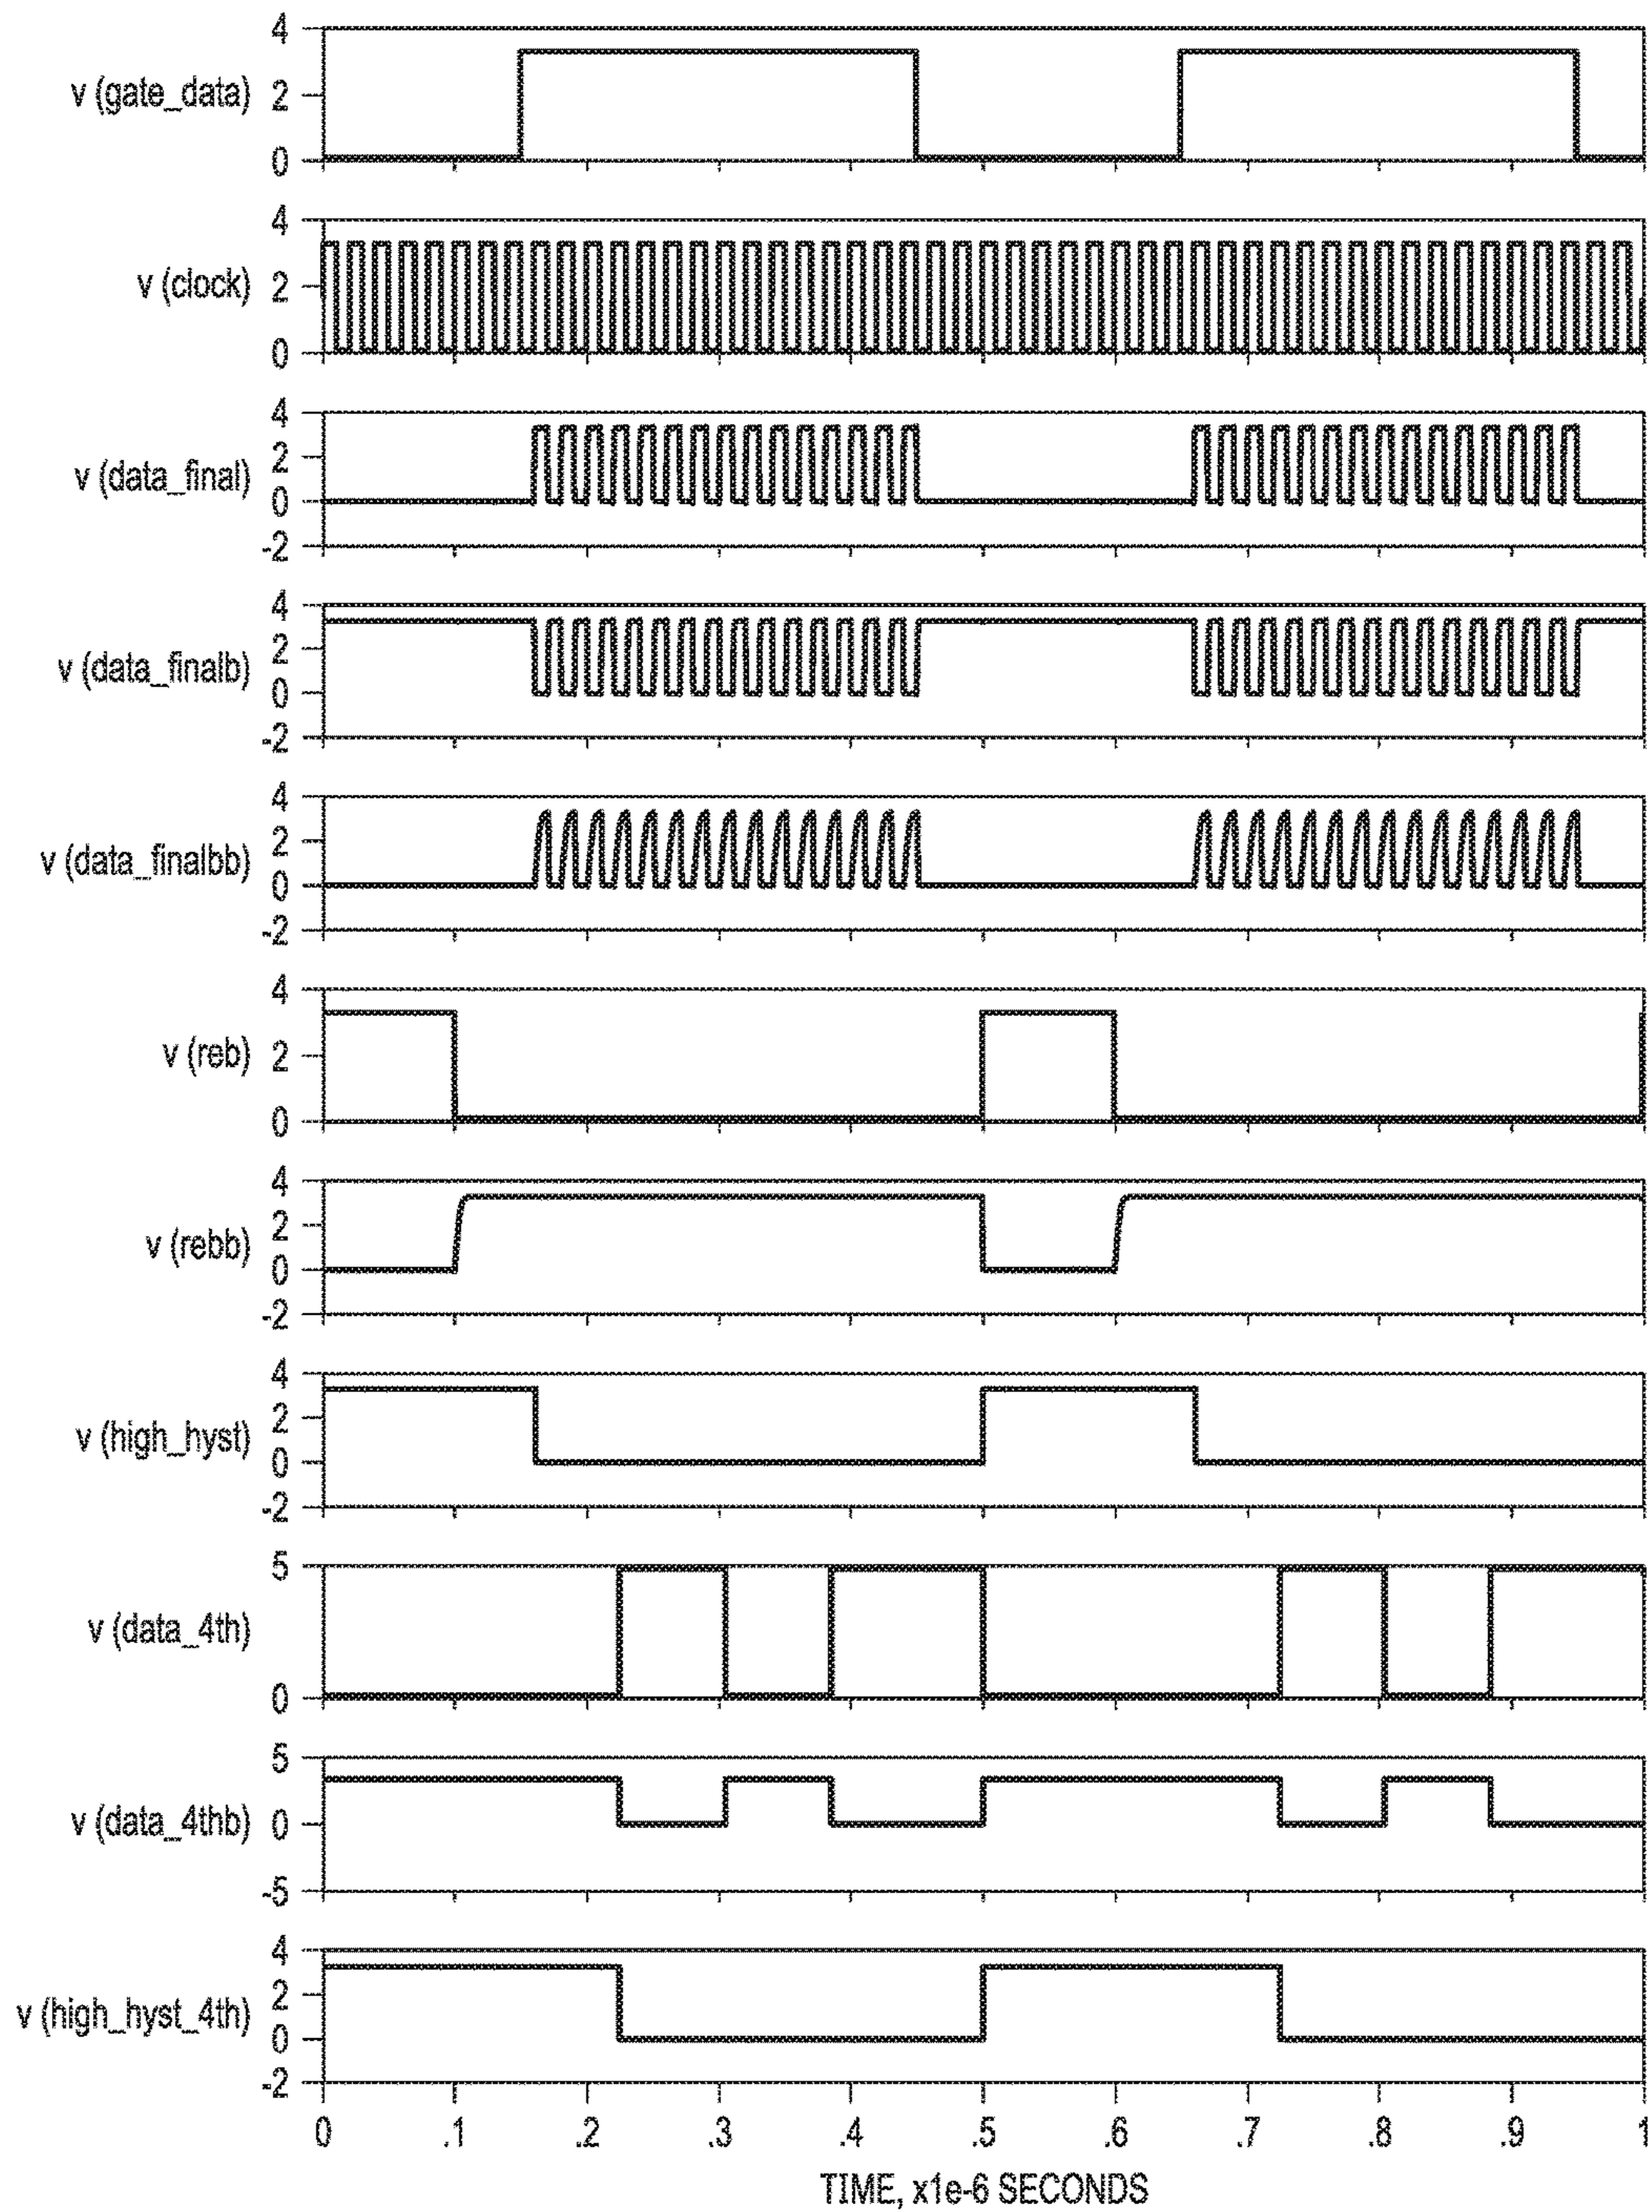 4
v (gate_data) 2
0
4
v (clock) 2
0
4
2
v (data_final)
0
-2
4
2
v (data_finalb)
0
-2
4
2
v (data_finalbb)
0
-2
4
v (reb) 2
0
4
2
v (rebb)
0
-2
4
2
v (high_hyst)
0
-2
5
v (data_4th)
0
5
v (data_4thb) 0
-5
4
2
v (high_hyst_4th)
0
-2
0 .1 .2 .3 .4 .5 .6 .7 .8 .9 1
TIME, x1e-6 SECONDS